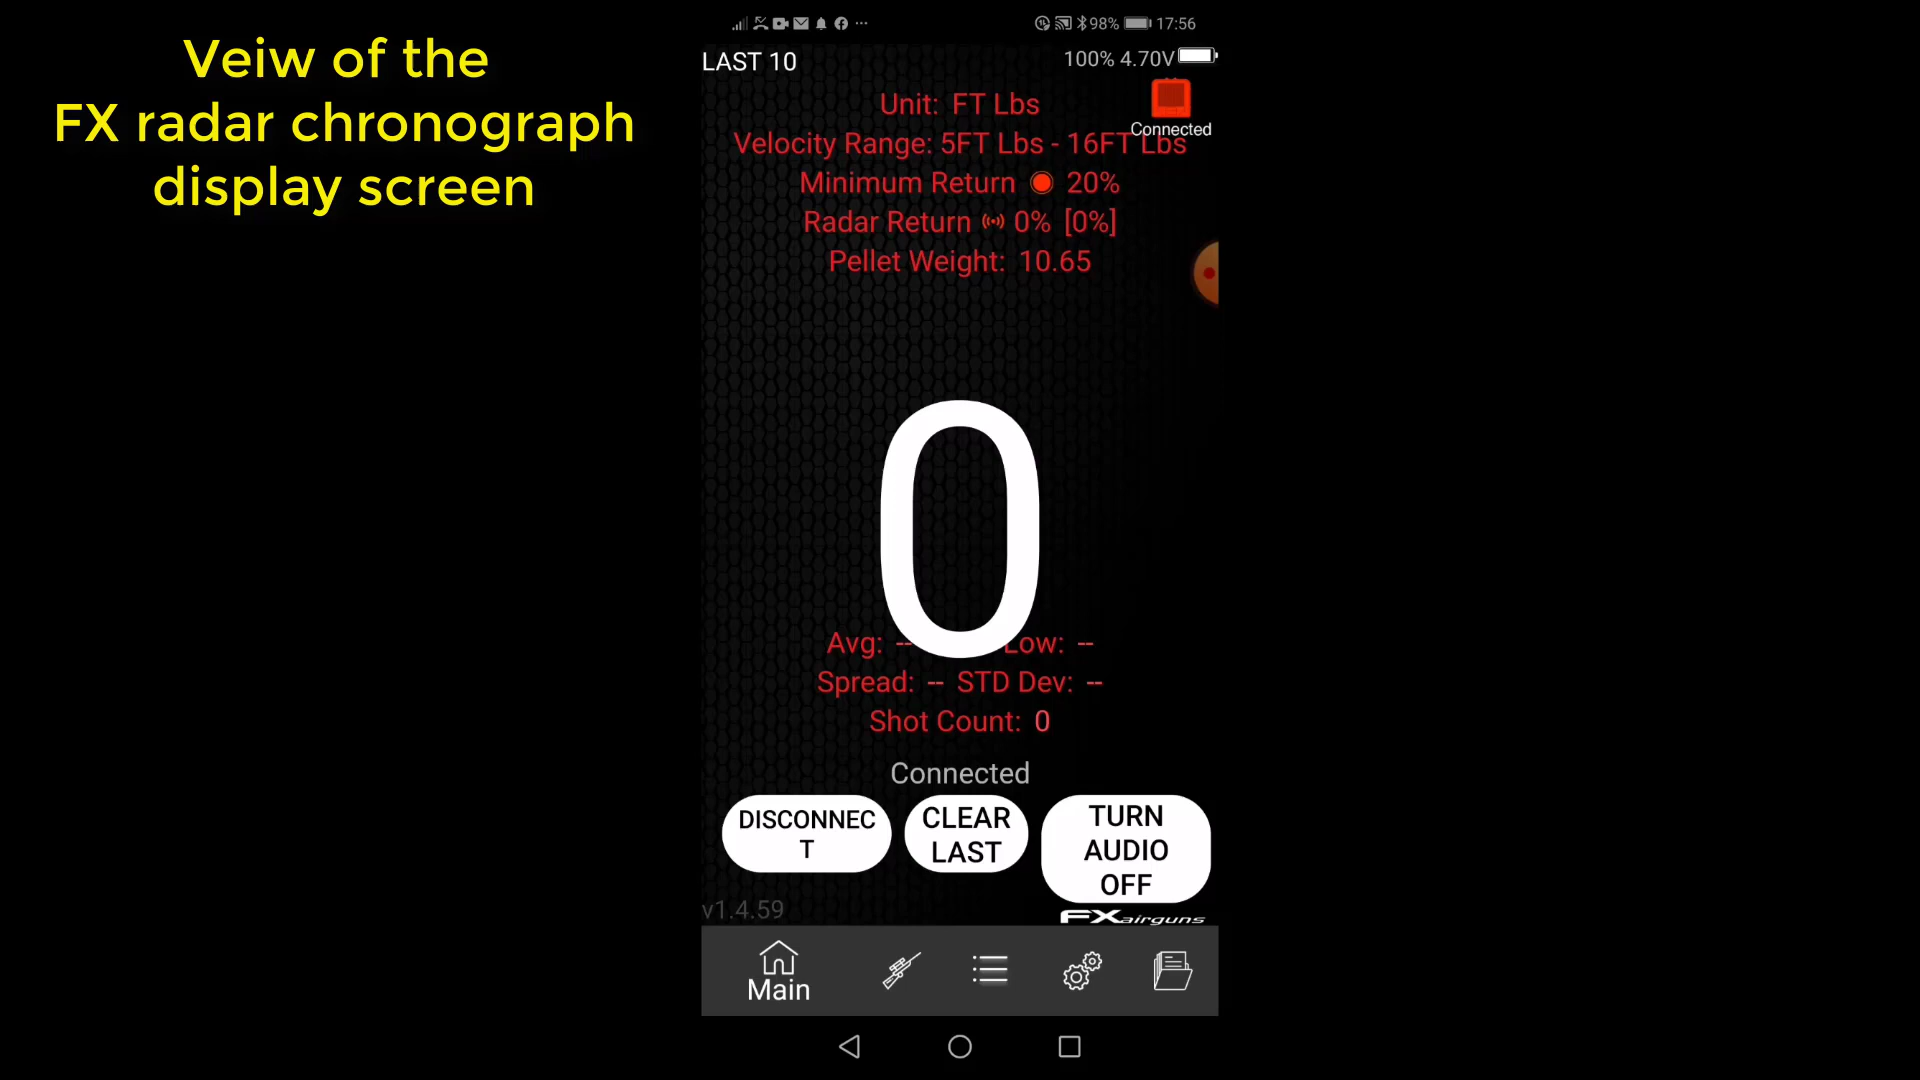 Veiw of the
FX radar chronograph
display screen
98% 17:56
LAST 10
100% 4.70V
Unit: FT Lbs
Connected
Velocity Range: 5FT Lbs - 16FT Lbs
Minimum Return 20%
Radar Return 0% [0%]
Pellet Weight: 10.65
0
Avg: -- Low: --
Spread: -- STD Dev: --
Shot Count: 0
Connected
DISCONNEC
T
CLEAR
LAST
TURN
AUDIO
OFF
v1.4.59
FX airguns
Main